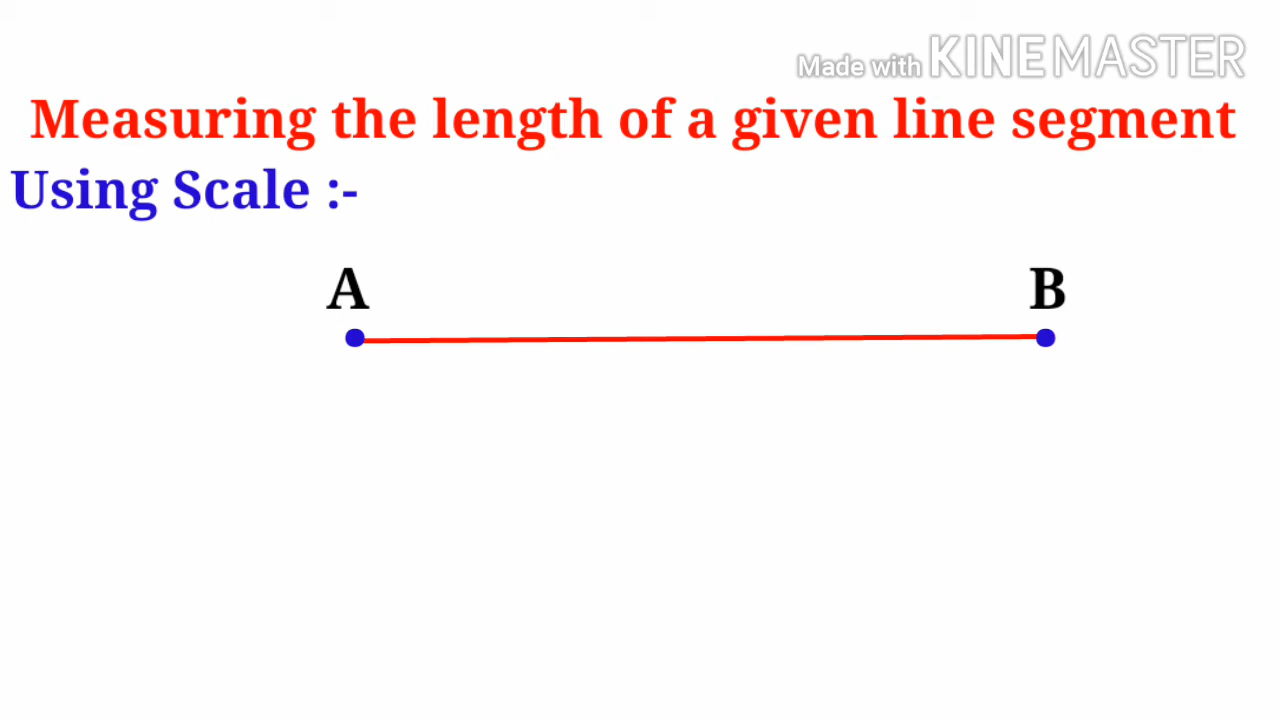 Made with KINEMASTER
Measuring the length of a given line segment
Using Scale :-
A B